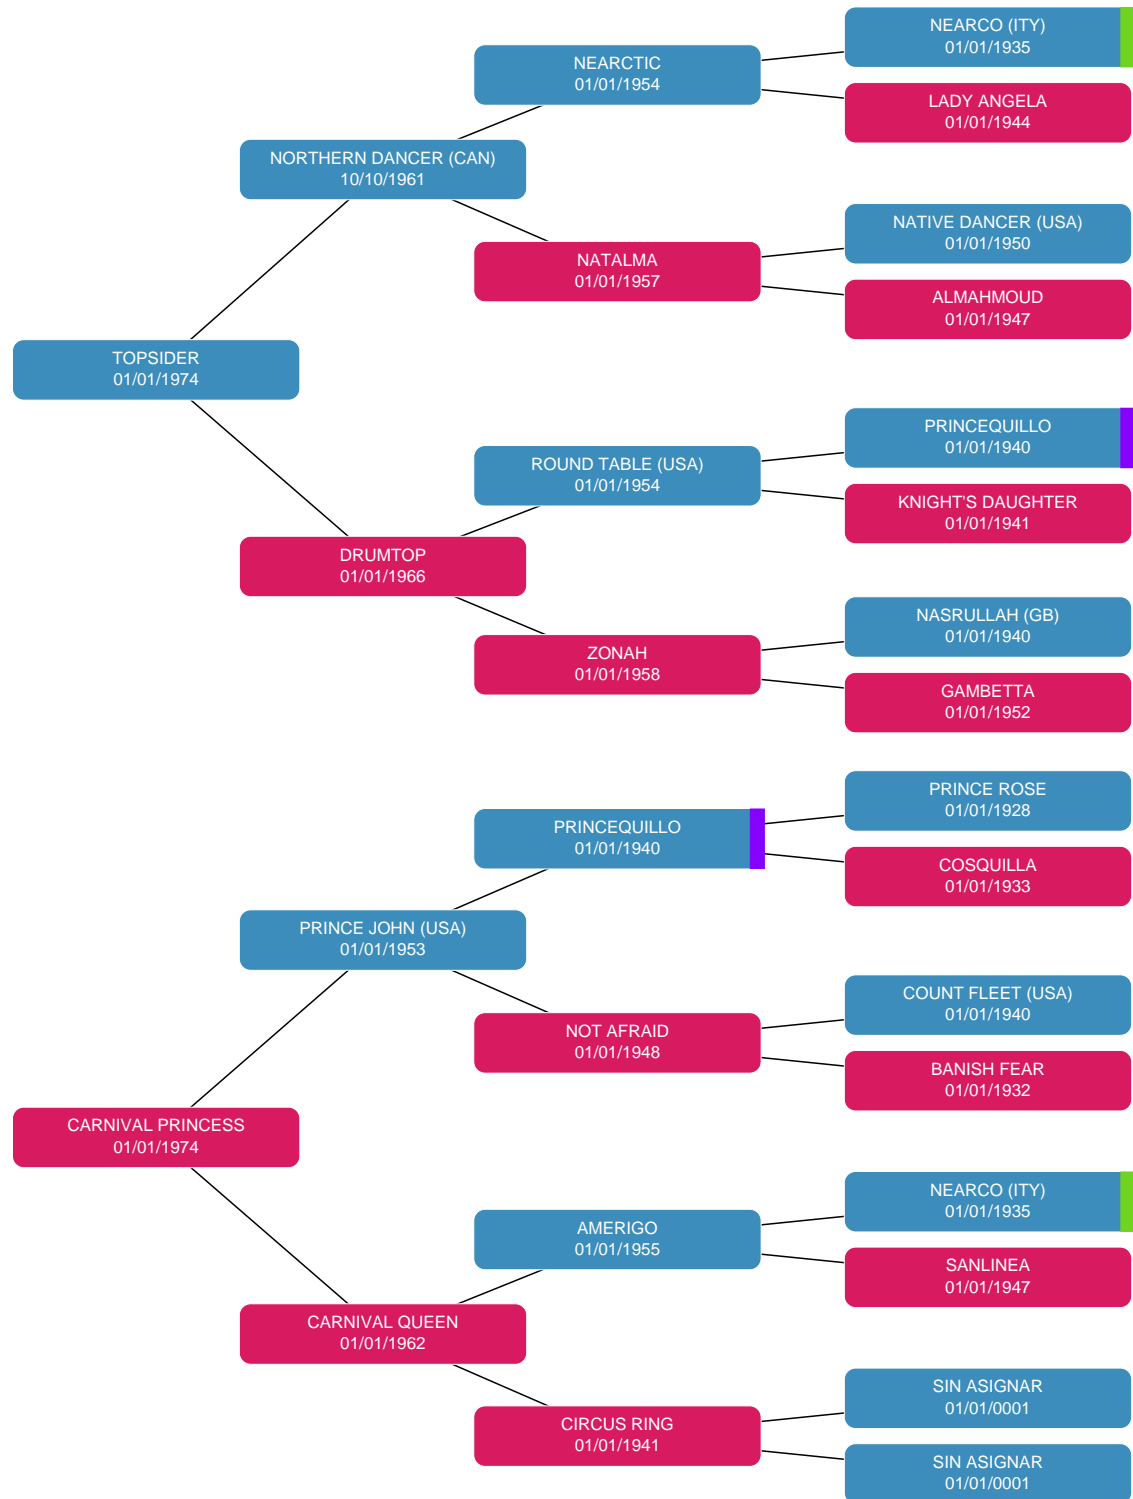 NEARCO (ITY)
01/01/1935
NEARCTIC
01/01/1954
LADY ANGELA
01/01/1944
NORTHERN DANCER (CAN)
10/10/1961
NATIVE DANCER (USA)
01/01/1950
NATALMA
01/01/1957
ALMAHMOUD
01/01/1947
TOPSIDER
01/01/1974
PRINCEQUILLO
01/01/1940
ROUND TABLE (USA)
01/01/1954
KNIGHT'S DAUGHTER
01/01/1941
DRUMTOP
01/01/1966
NASRULLAH (GB)
01/01/1940
ZONAH
01/01/1958
GAMBETTA
01/01/1952
PRINCE ROSE
01/01/1928
PRINCEQUILLO
01/01/1940
COSQUILLA
01/01/1933
PRINCE JOHN (USA)
01/01/1953
COUNT FLEET (USA)
01/01/1940
NOT AFRAID
01/01/1948
BANISH FEAR
01/01/1932
CARNIVAL PRINCESS
01/01/1974
NEARCO (ITY)
01/01/1935
AMERIGO
01/01/1955
SANLINEA
01/01/1947
CARNIVAL QUEEN
01/01/1962
SIN ASIGNAR
01/01/0001
CIRCUS RING
01/01/1941
SIN ASIGNAR
01/01/0001